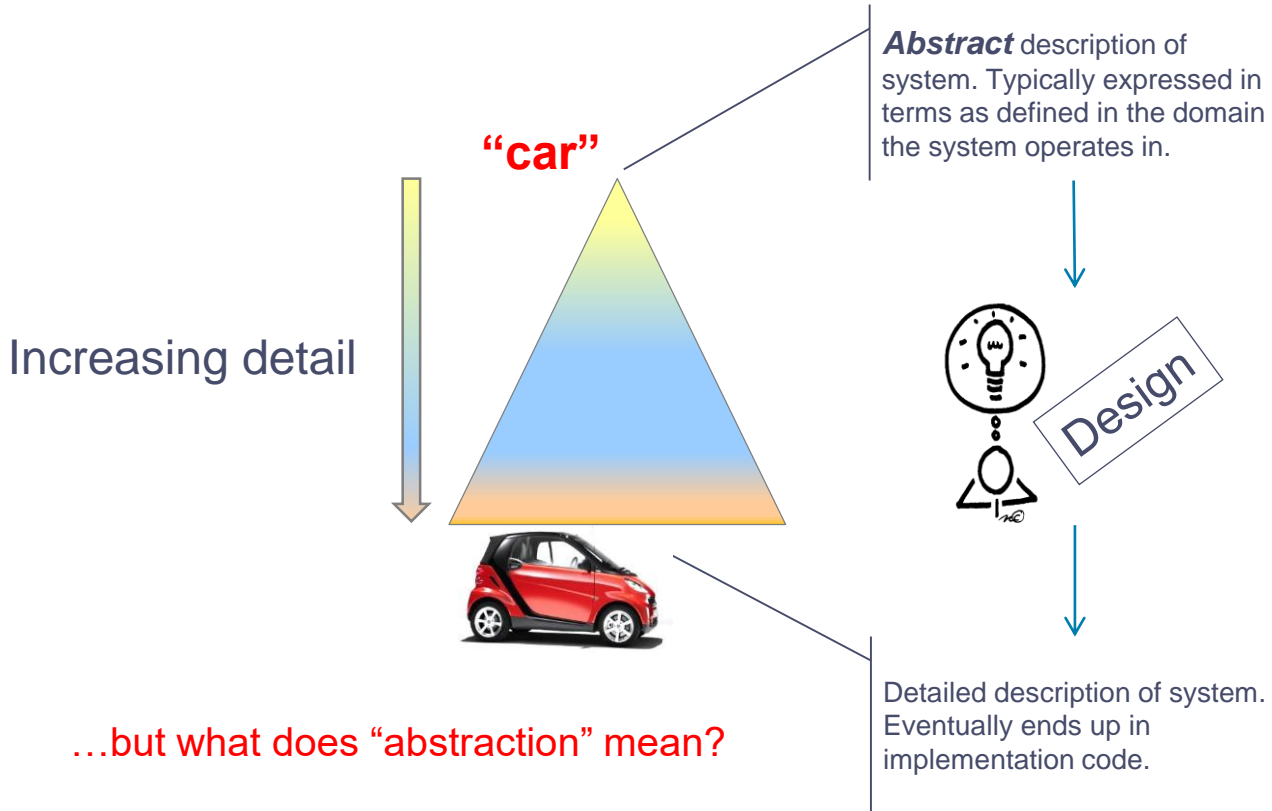 Abstract description of
system. Typically expressed in
terms as defined in the domain
the system operates in.
“car”
Increasing detail
Design
Detailed description of system.
Eventually ends up in
implementation code.
…but what does “abstraction” mean?